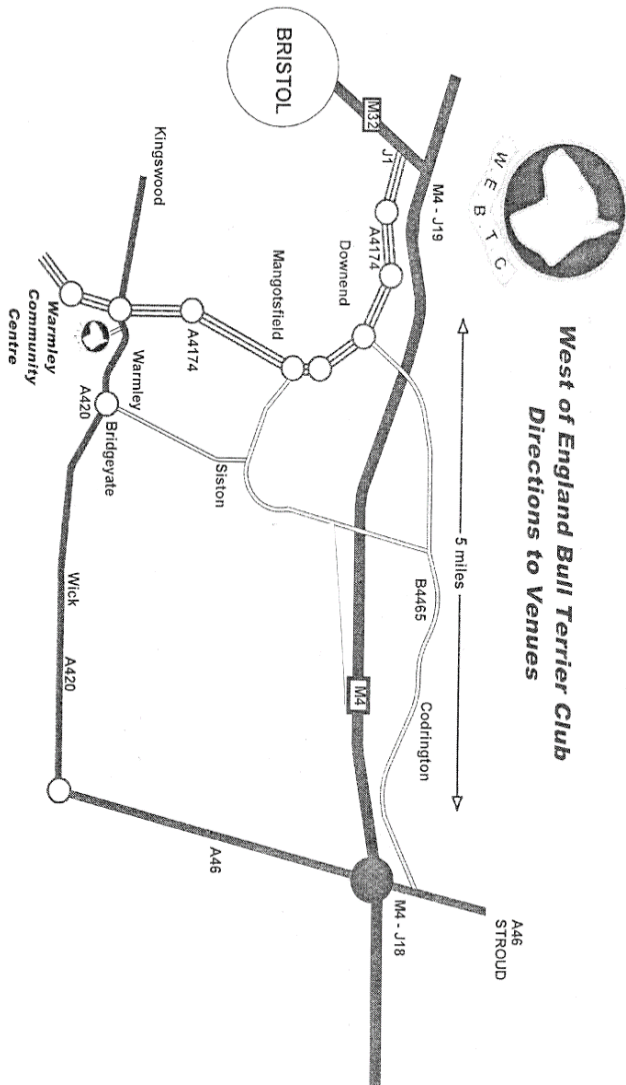 West of England Bull Terrier Club
Directions to Venues
W E B T C
5 miles
A46
STROUD
M4 - J19
M4 - J18
BRISTOL
M32
J1
A4174
Downend
B4465
Codrington
M4
Mangotsfield
Kingswood
A4174
Siston
A46
Warmley
Bridgeyate
A420
Wick
A420
Warmley
Community
Centre